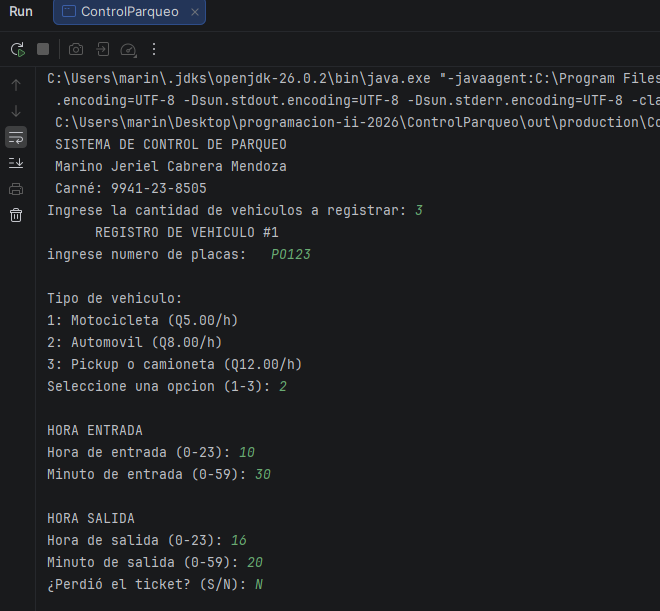 Run ControlParqueo
C:\Users\marin\.jdks\openjdk-26.0.2\bin\java.exe "-javaagent:C:\Program Files
.encoding=UTF-8 -Dsun.stdout.encoding=UTF-8 -Dsun.stderr.encoding=UTF-8 -cla
C:\Users\marin\Desktop\programacion-ii-2026\ControlParqueo\out\production\Co
SISTEMA DE CONTROL DE PARQUEO
Marino Jeriel Cabrera Mendoza
Carné: 9941-23-8505
Ingrese la cantidad de vehiculos a registrar: 3
REGISTRO DE VEHICULO #1
ingrese numero de placas: PO123
Tipo de vehiculo:
1: Motocicleta (Q5.00/h)
2: Automovil (Q8.00/h)
3: Pickup o camioneta (Q12.00/h)
Seleccione una opcion (1-3): 2
HORA ENTRADA
Hora de entrada (0-23): 10
Minuto de entrada (0-59): 30
HORA SALIDA
Hora de salida (0-23): 16
Minuto de salida (0-59): 20
¿Perdió el ticket? (S/N): N